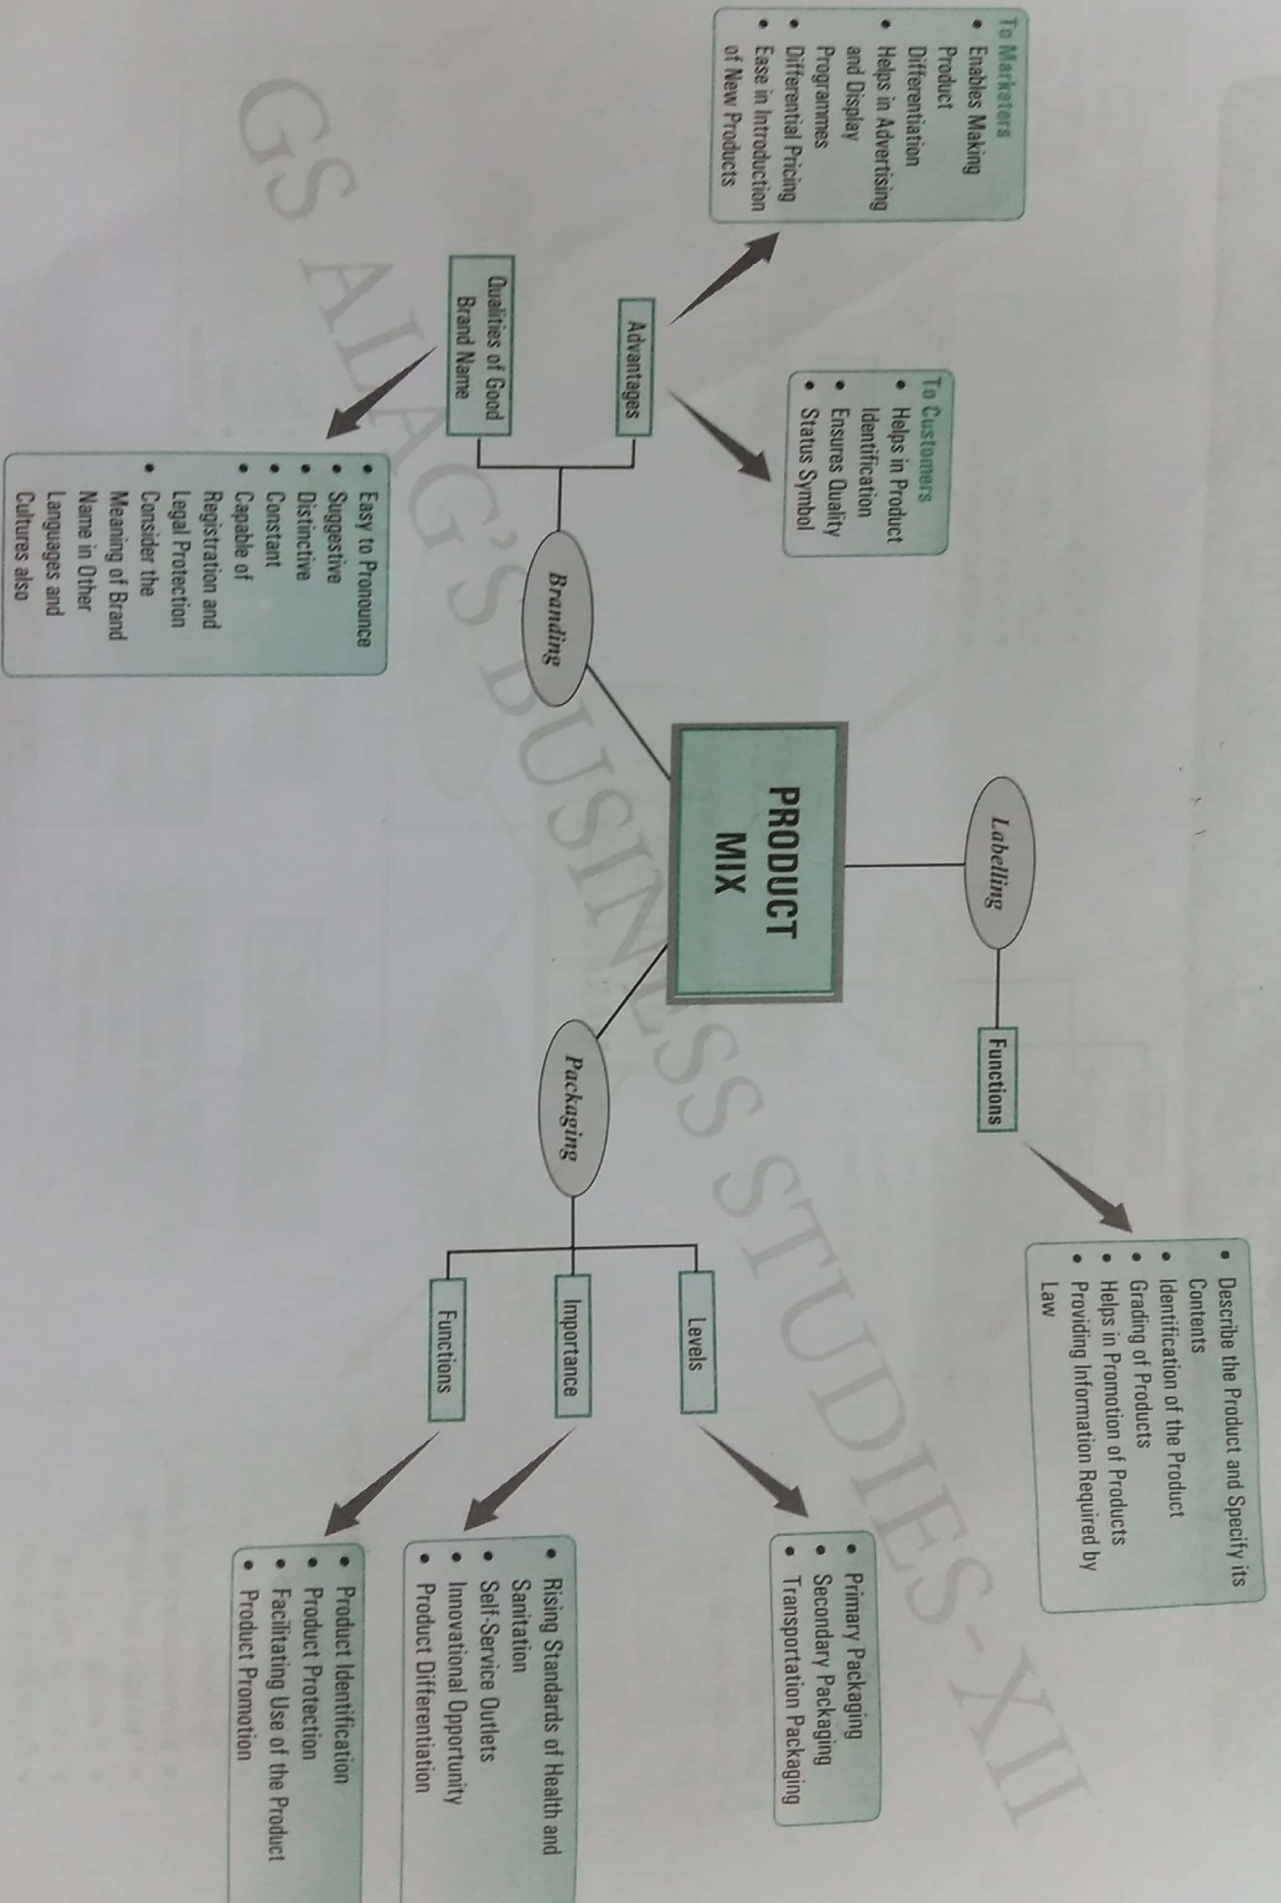 Labelling
Functions
• Describe the Product and Specify its
Contents
• Identification of the Product
• Grading of Products
• Helps in Promotion of Products
• Providing Information Required by
Law
PRODUCT
MIX
Branding
Advantages
To Marketers
• Enables Making
Product
Differentiation
• Helps in Advertising
and Display
Programmes
• Differential Pricing
• Ease in Introduction
of New Products
To Customers
• Helps in Product
Identification
• Ensures Quality
• Status Symbol
Qualities of Good
Brand Name
• Easy to Pronounce
• Suggestive
• Distinctive
• Constant
• Capable of
Registration and
Legal Protection
• Consider the
Meaning of Brand
Name in Other
Languages and
Cultures also
Packaging
Levels
• Primary Packaging
• Secondary Packaging
• Transportation Packaging
Importance
• Rising Standards of Health and
Sanitation
• Self-Service Outlets
• Innovational Opportunity
• Product Differentiation
Functions
• Product Identification
• Product Protection
• Facilitating Use of the Product
• Product Promotion
GS ALAG'S BUSINESS STUDIES-XII